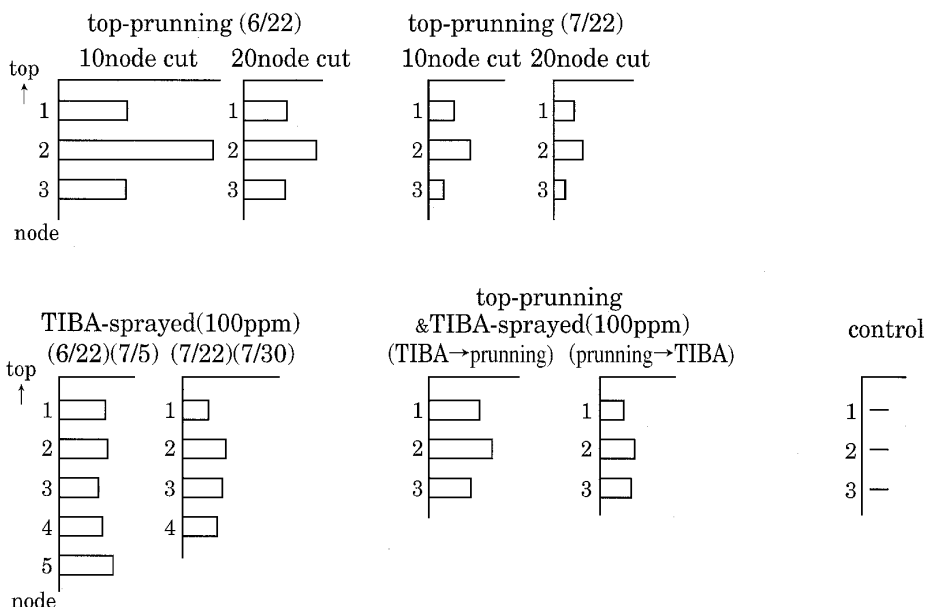 top-prunning (6/22)
10node cut 20node cut
top
↑
1
2
3
node
1
2
3
top-prunning (7/22)
10node cut 20node cut
1
2
3
1
2
3
TIBA-sprayed(100ppm)
(6/22)(7/5) (7/22)(7/30)
top
↑
1
2
3
4
5
node
1
2
3
4
top-prunning
&TIBA-sprayed(100ppm)
(TIBA→prunning) (prunning→TIBA)
1
2
3
1
2
3
control
1 —
2 —
3 —